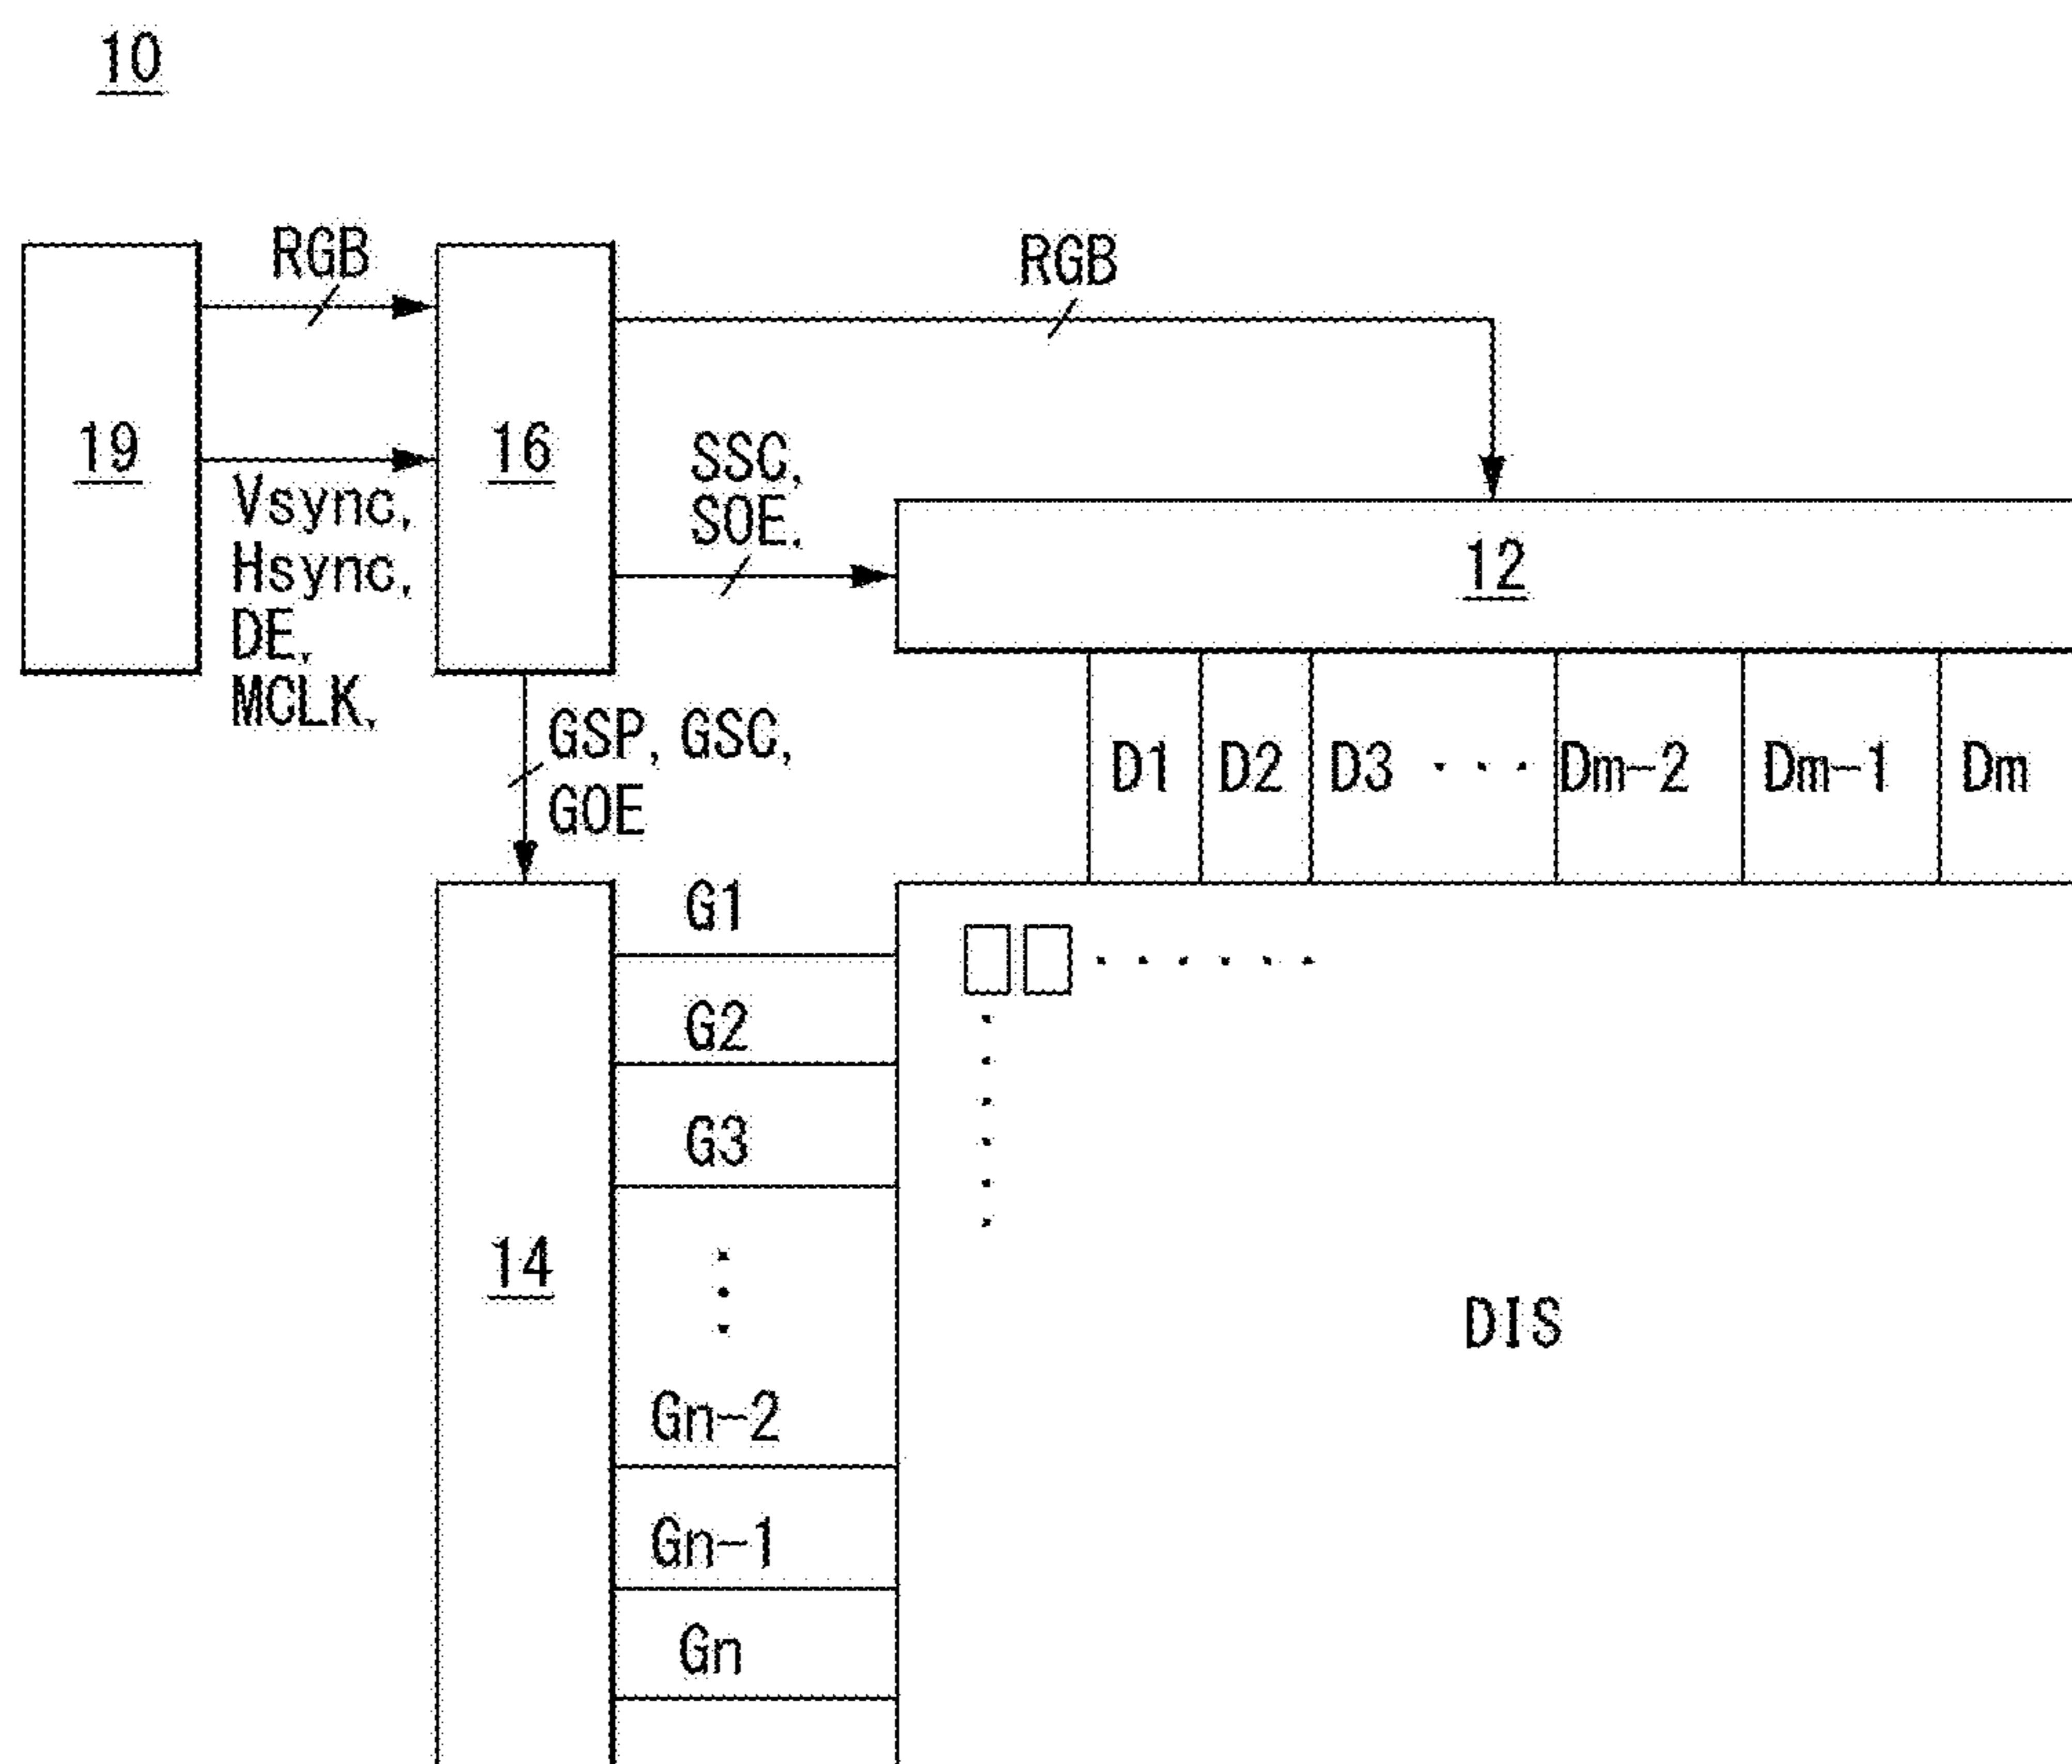 10
RGB
RGB
19
16
SSC,
SOE,
Vsync,
Hsync,
DE,
MCLK,
12
GSP, GSC,
GOE
D1 D2 D3 ··· Dm-2 Dm-1 Dm
G1
G2
G3
14
DIS
Gn-2
Gn-1
Gn